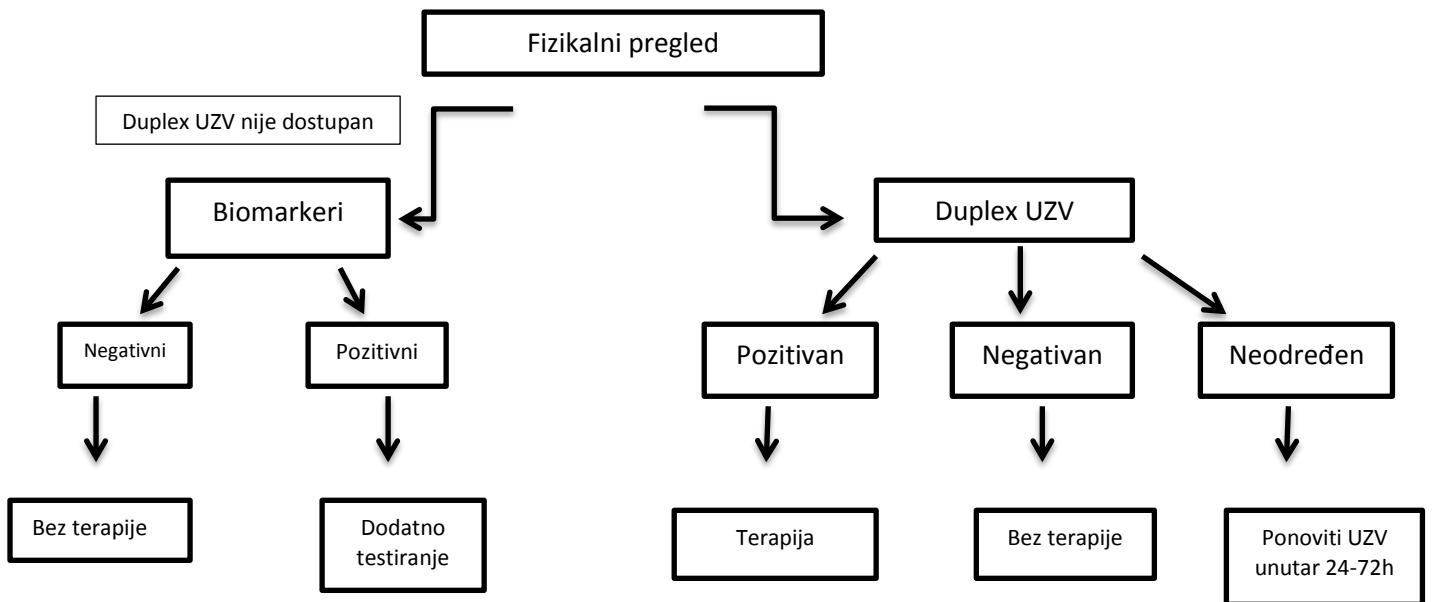 Fizikalni pregled
Duplex UZV nije dostupan
Biomarkeri
Duplex UZV
Negativni
Pozitivni
Pozitivan
Negativan
Neodređen
Bez terapije
Dodatno
testiranje
Terapija
Bez terapije
Ponoviti UZV
unutar 24-72h